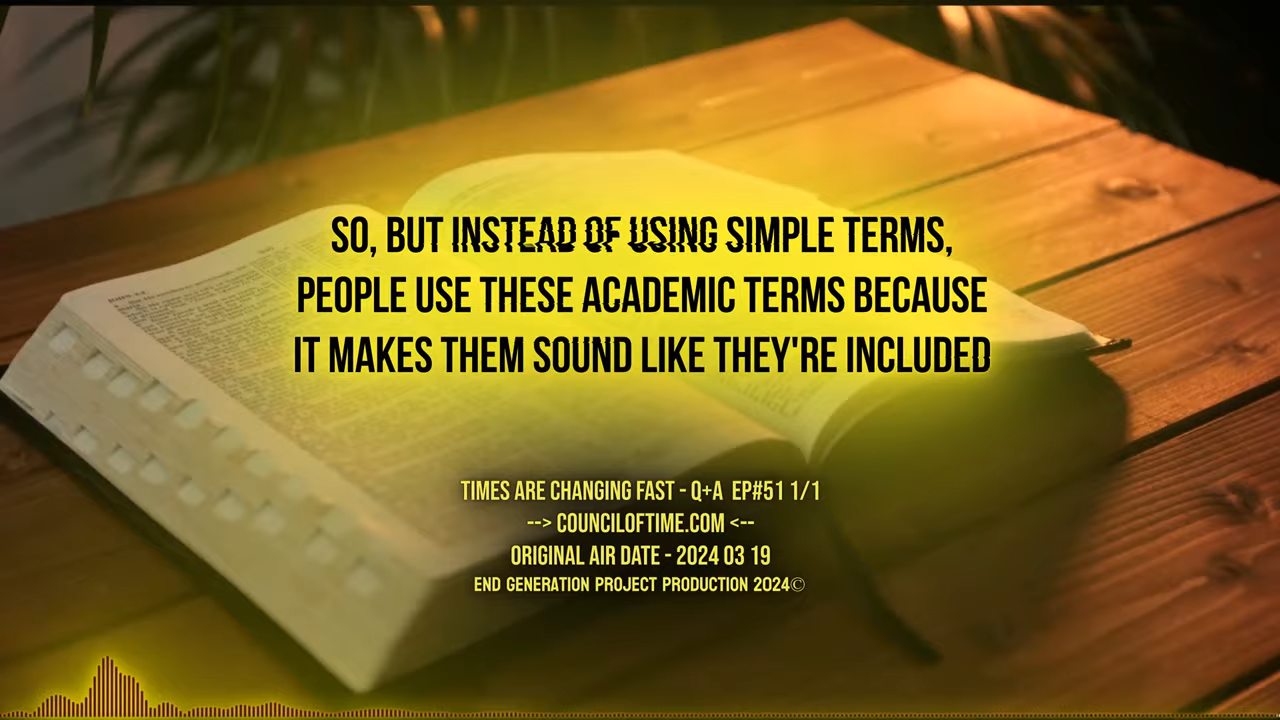 SO, BUT INSTEAD OF USING SIMPLE TERMS,
PEOPLE USE THESE ACADEMIC TERMS BECAUSE
IT MAKES THEM SOUND LIKE THEY'RE INCLUDED
TIMES ARE CHANGING FAST - Q+A EP#51 1/1
--> COUNCILOFTIME.COM <--
ORIGINAL AIR DATE - 2024 03 19
END GENERATION PROJECT PRODUCTION 2024©